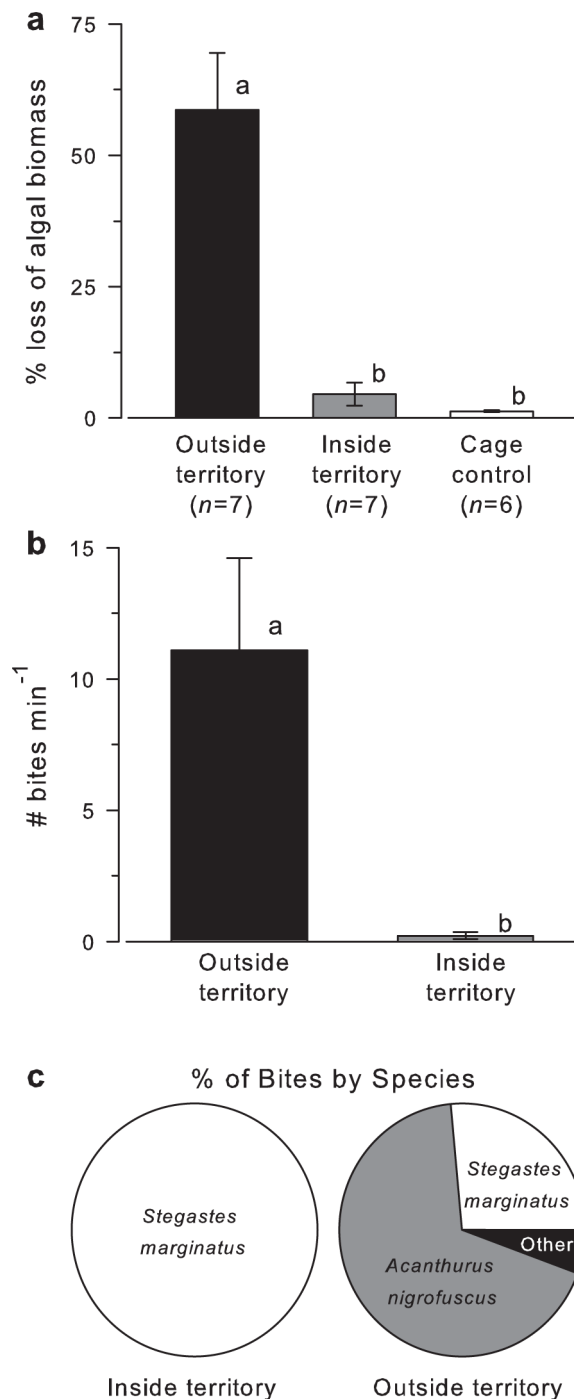 a
75
50
25
0
% loss of algal biomass
a
b
b
Outside
territory
(n=7)
Inside
territory
(n=7)
Cage
control
(n=6)
b
15
10
5
0
# bites min⁻¹
a
b
Outside
territory
Inside
territory
c
% of Bites by Species
Stegastes
marginatus
Stegastes
marginatus
Other
Acanthurus
nigrofuscus
Inside territory
Outside territory